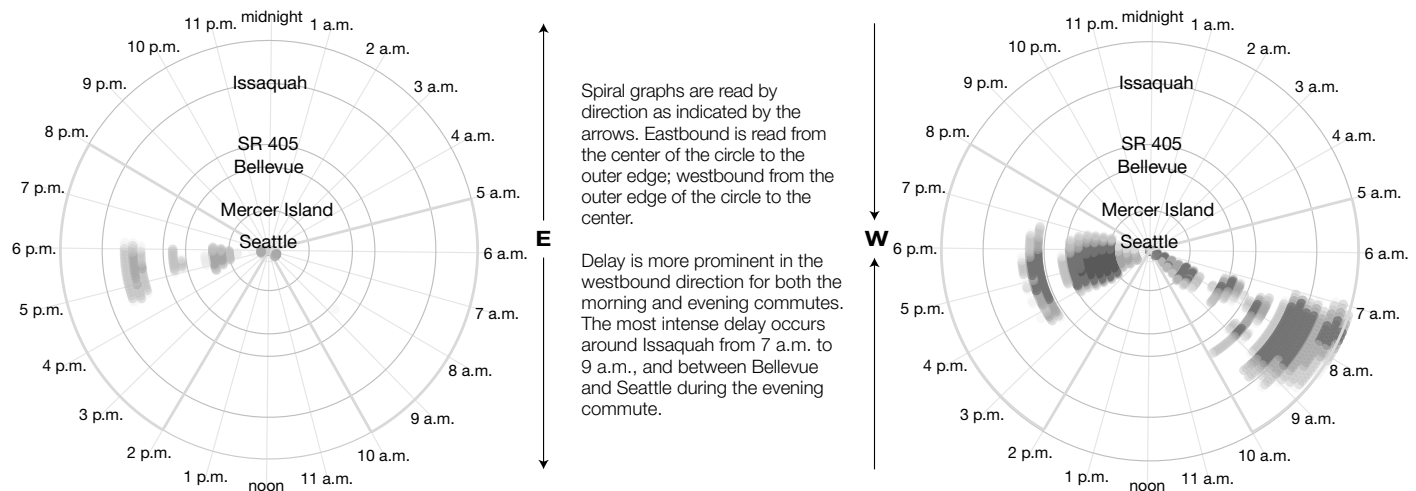 midnight
1 a.m.
2 a.m.
3 a.m.
4 a.m.
5 a.m.
6 a.m.
7 a.m.
8 a.m.
9 a.m.
10 a.m.
11 a.m.
noon
1 p.m.
2 p.m.
3 p.m.
4 p.m.
5 p.m.
6 p.m.
7 p.m.
8 p.m.
9 p.m.
10 p.m.
11 p.m.
Issaquah
SR 405
Bellevue
Mercer Island
Seattle
E
Spiral graphs are read by
direction as indicated by the
arrows. Eastbound is read from
the center of the circle to the
outer edge; westbound from the
outer edge of the circle to the
center.
Delay is more prominent in the
westbound direction for both the
morning and evening commutes.
The most intense delay occurs
around Issaquah from 7 a.m. to
9 a.m., and between Bellevue
and Seattle during the evening
commute.
W
midnight
1 a.m.
2 a.m.
3 a.m.
4 a.m.
5 a.m.
6 a.m.
7 a.m.
8 a.m.
9 a.m.
10 a.m.
11 a.m.
noon
1 p.m.
2 p.m.
3 p.m.
4 p.m.
5 p.m.
6 p.m.
7 p.m.
8 p.m.
9 p.m.
10 p.m.
11 p.m.
Issaquah
SR 405
Bellevue
Mercer Island
Seattle